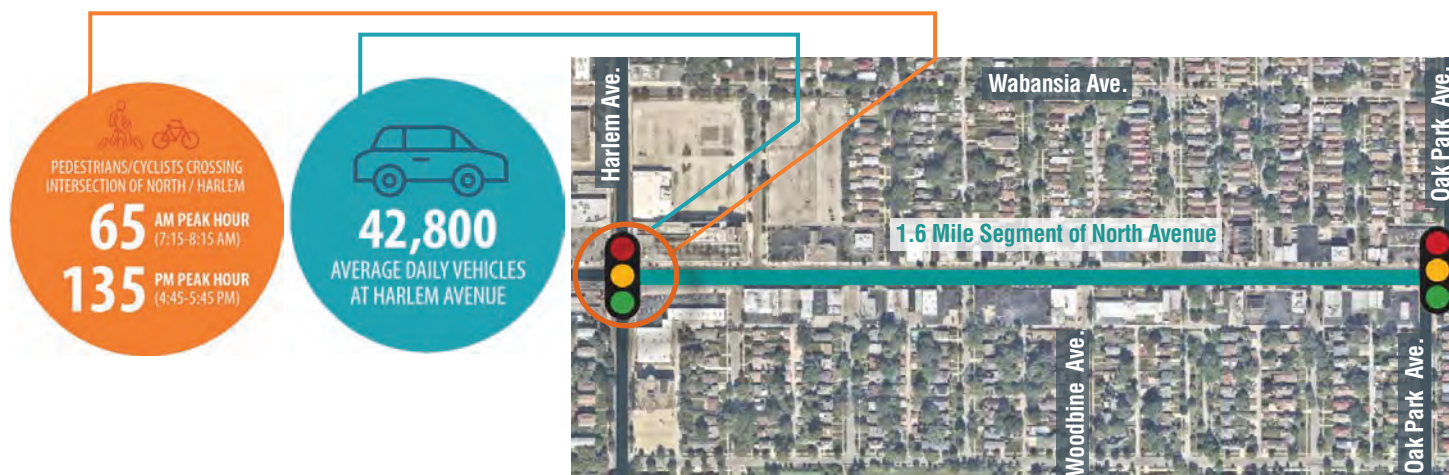 PEDESTRIANS/CYCLISTS CROSSING
INTERSECTION OF NORTH / HARLEM
65 AM PEAK HOUR
(7:15-8:15 AM)
135 PM PEAK HOUR
(4:45-5:45 PM)
42,800
AVERAGE DAILY VEHICLES
AT HARLEM AVENUE
Harlem Ave.
Wabansia Ave.
Oak Park Ave.
1.6 Mile Segment of North Avenue
Woodbine Ave.
Oak Park Ave.